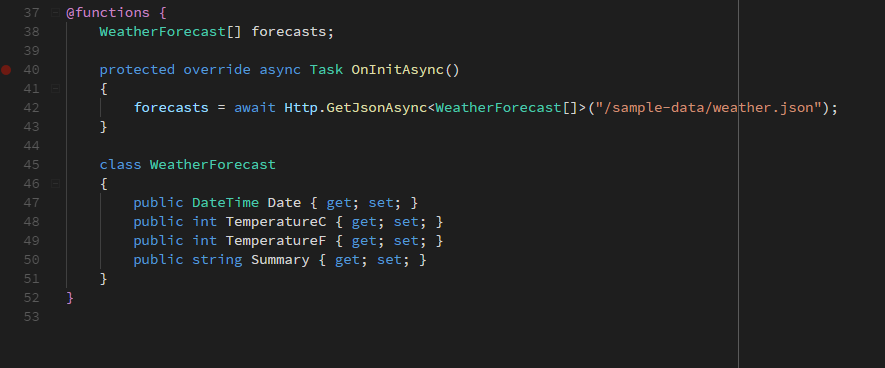 37 @functions {
38     WeatherForecast[] forecasts;
39
40     protected override async Task OnInitAsync()
41     {
42         forecasts = await Http.GetJsonAsync<WeatherForecast[]>("/sample-data/weather.json");
43     }
44
45     class WeatherForecast
46     {
47         public DateTime Date { get; set; }
48         public int TemperatureC { get; set; }
49         public int TemperatureF { get; set; }
50         public string Summary { get; set; }
51     }
52 }
53